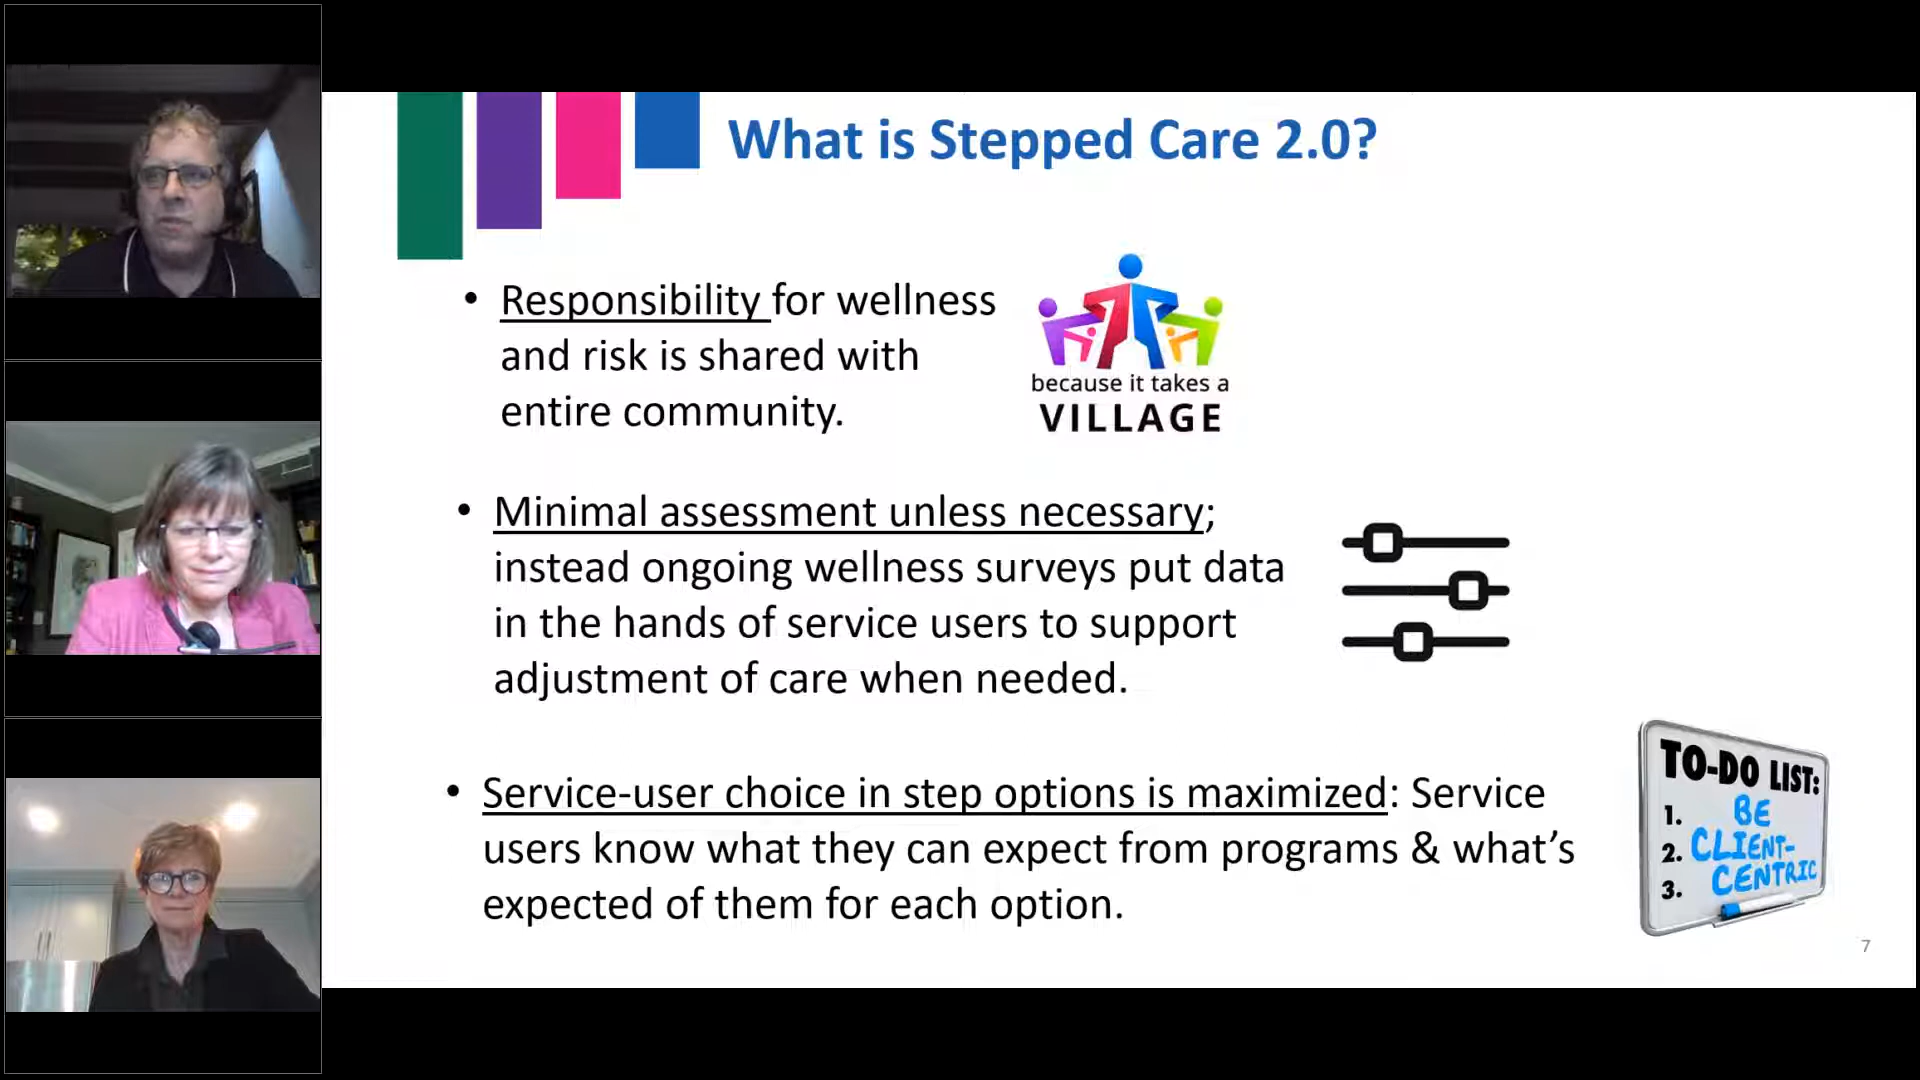 What is Stepped Care 2.0?
• Responsibility for wellness
and risk is shared with
entire community.
because it takes a
VILLAGE
• Minimal assessment unless necessary;
instead ongoing wellness surveys put data
in the hands of service users to support
adjustment of care when needed.
• Service-user choice in step options is maximized: Service
users know what they can expect from programs & what’s
expected of them for each option.
TO-DO LIST:
1. BE
2. CLIENT-
3. CENTRIC
7